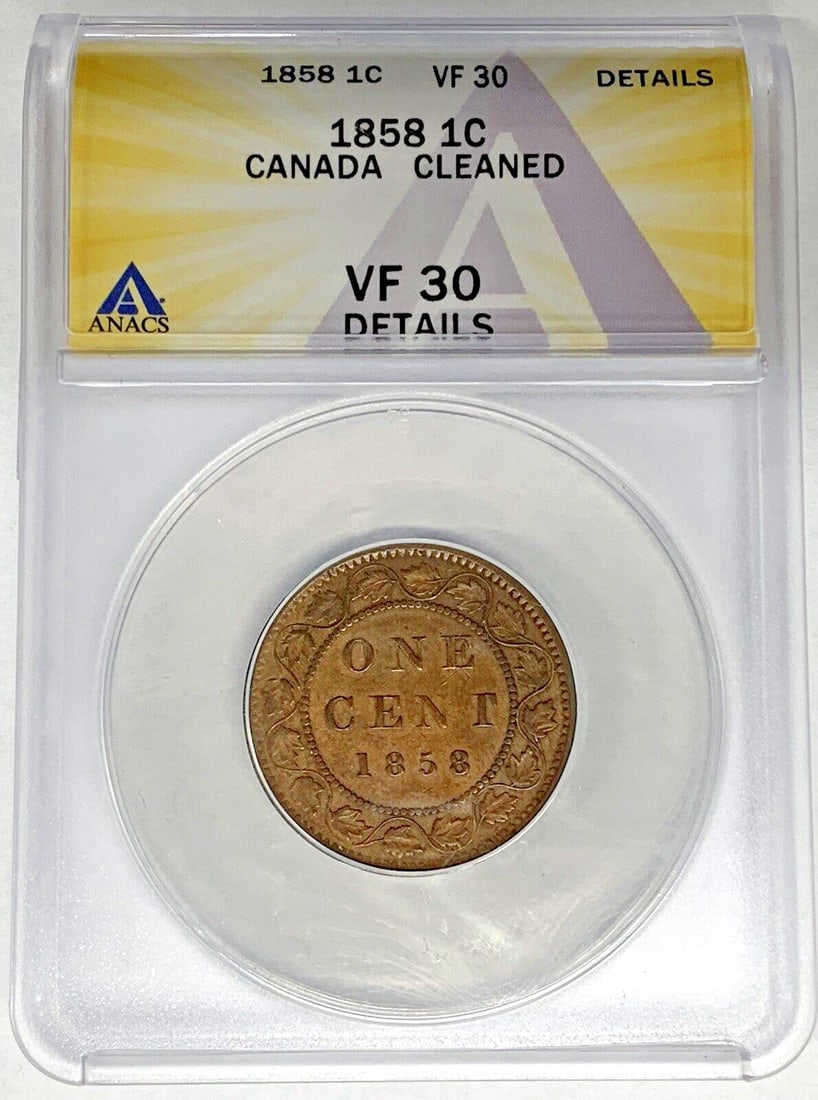 1858 1C VF 30 DETAILS
1858 1C
CANADA CLEANED
VF 30
DETAILS
ANACS
ONE
CENT
1858